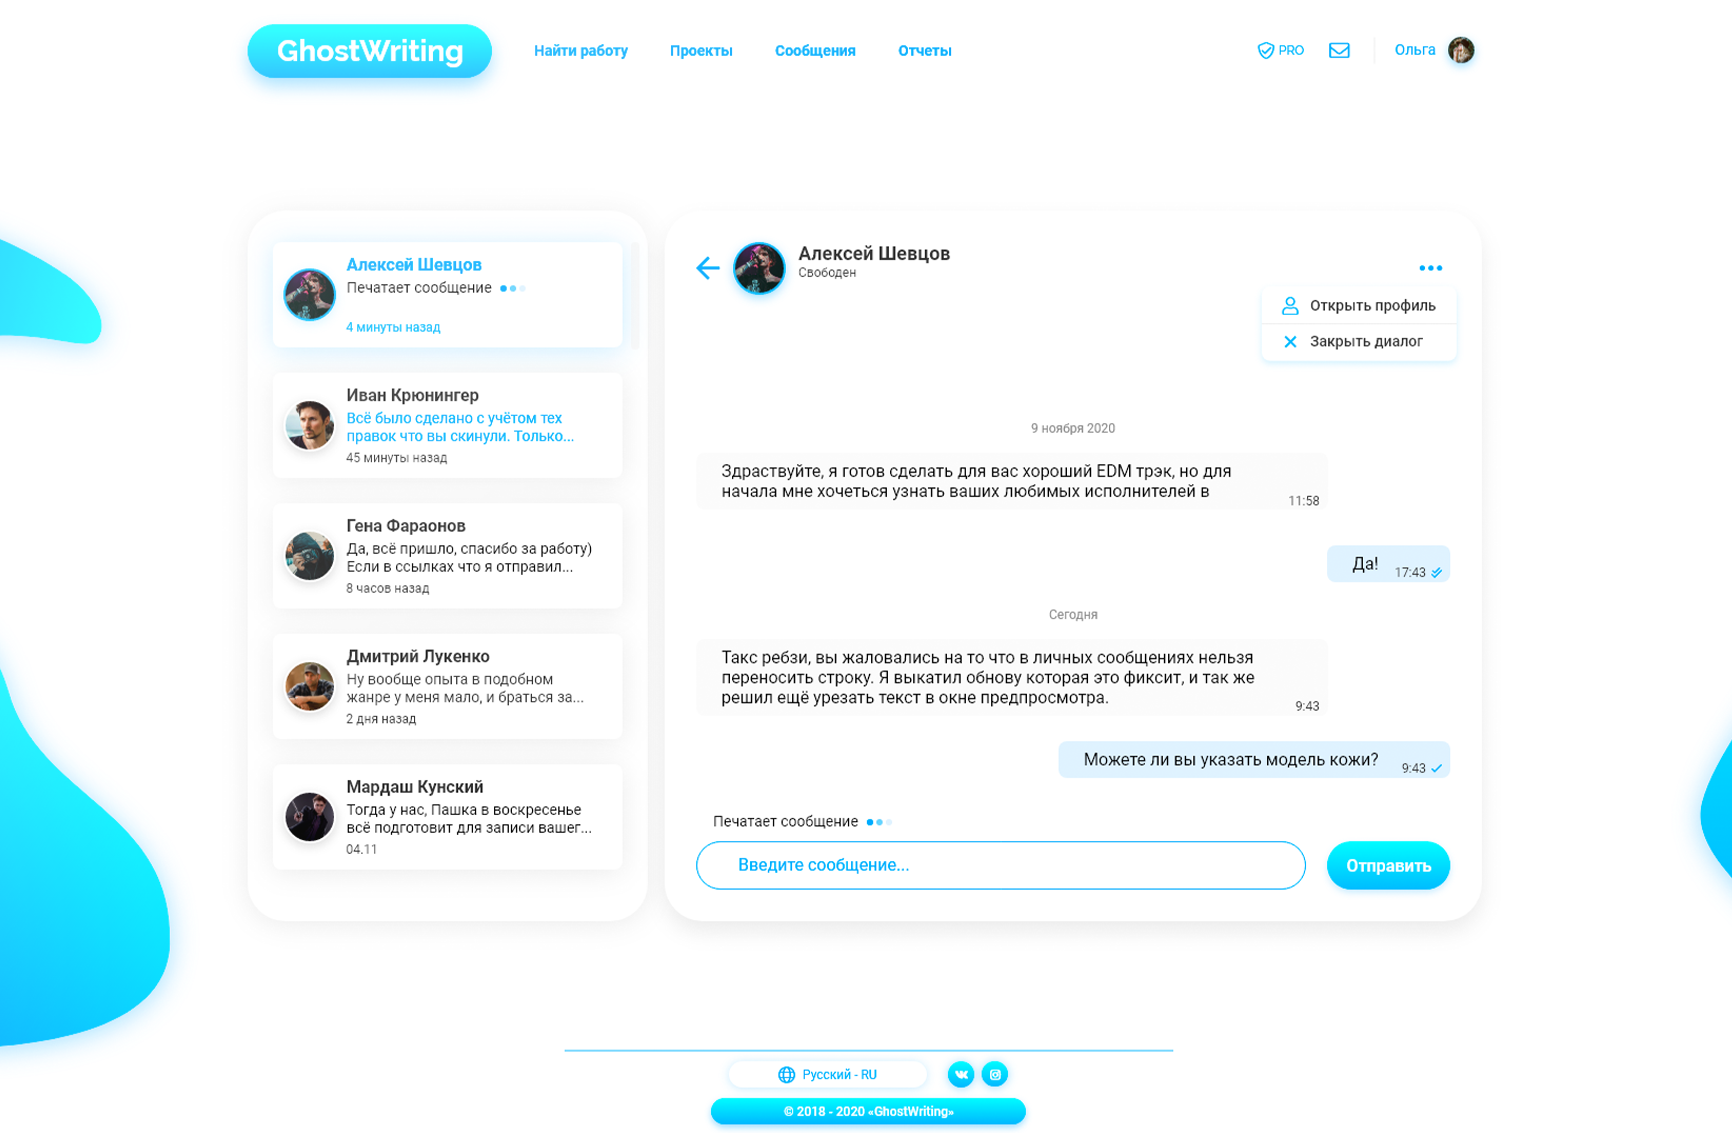 GhostWriting
Найти работу
Проекты
Сообщения
Отчеты
PRO
Ольга
Алексей Шевцов
Печатает сообщение
4 минуты назад
Иван Крюнингер
Всё было сделано с учётом тех
правок что вы скинули. Только...
45 минуты назад
Гена Фараонов
Да, всё пришло, спасибо за работу)
Если в ссылках что я отправил...
8 часов назад
Дмитрий Лукенко
Ну вообще опыта в подобном
жанре у меня мало, и браться за...
2 дня назад
Мардаш Кунский
Тогда у нас, Пашка в воскресенье
всё подготовит для записи вашег...
04.11
Алексей Шевцов
Свободен
Открыть профиль
Закрыть диалог
9 ноября 2020
Здраствуйте, я готов сделать для вас хороший EDM трэк, но для
начала мне хочеться узнать ваших любимых исполнителей в
11:58
Да!
17:43
Сегодня
Такс ребзи, вы жаловались на то что в личных сообщениях нельзя
переносить строку. Я выкатил обнову которая это фиксит, и так же
решил ещё урезать текст в окне предпросмотра.
9:43
Можете ли вы указать модель кожи?
9:43
Печатает сообщение
Введите сообщение...
Отправить
Русский - RU
© 2018 - 2020 «GhostWriting»